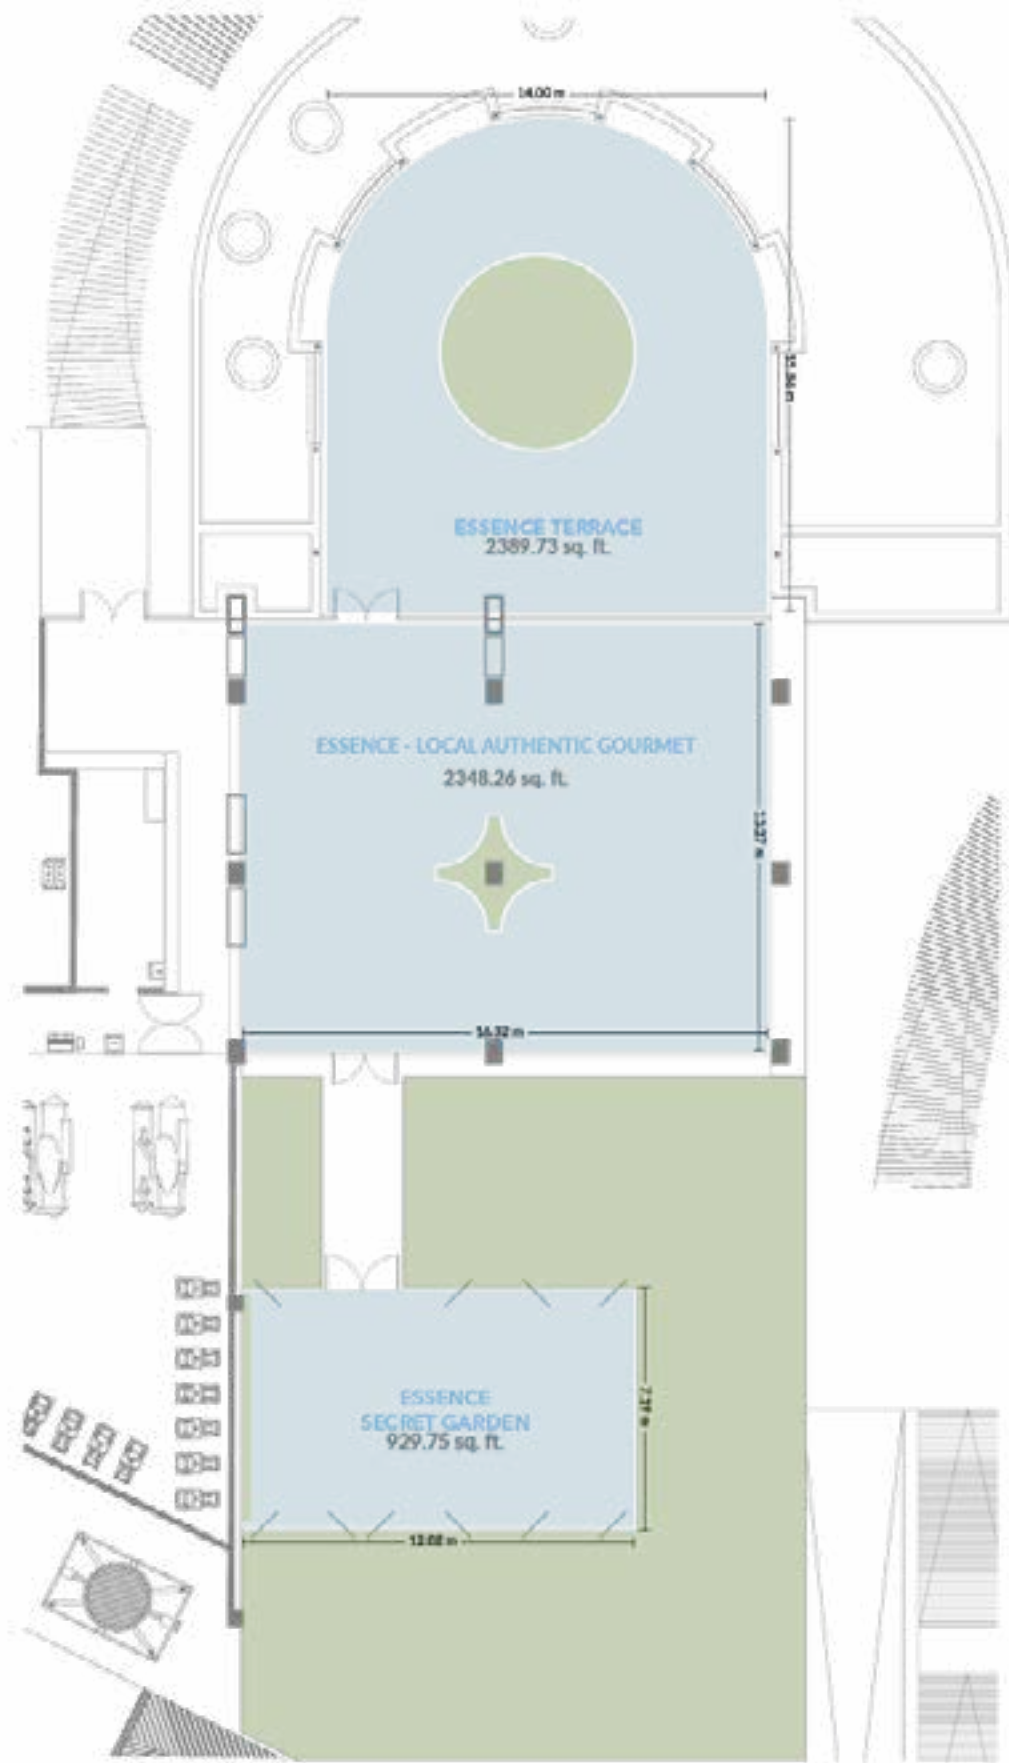 14.00 m
ESSENCE TERRACE
2389.73 sq. ft.
ESSENCE - LOCAL AUTHENTIC GOURMET
2348.26 sq. ft.
ESSENCE
SECRET GARDEN
929.75 sq. ft.